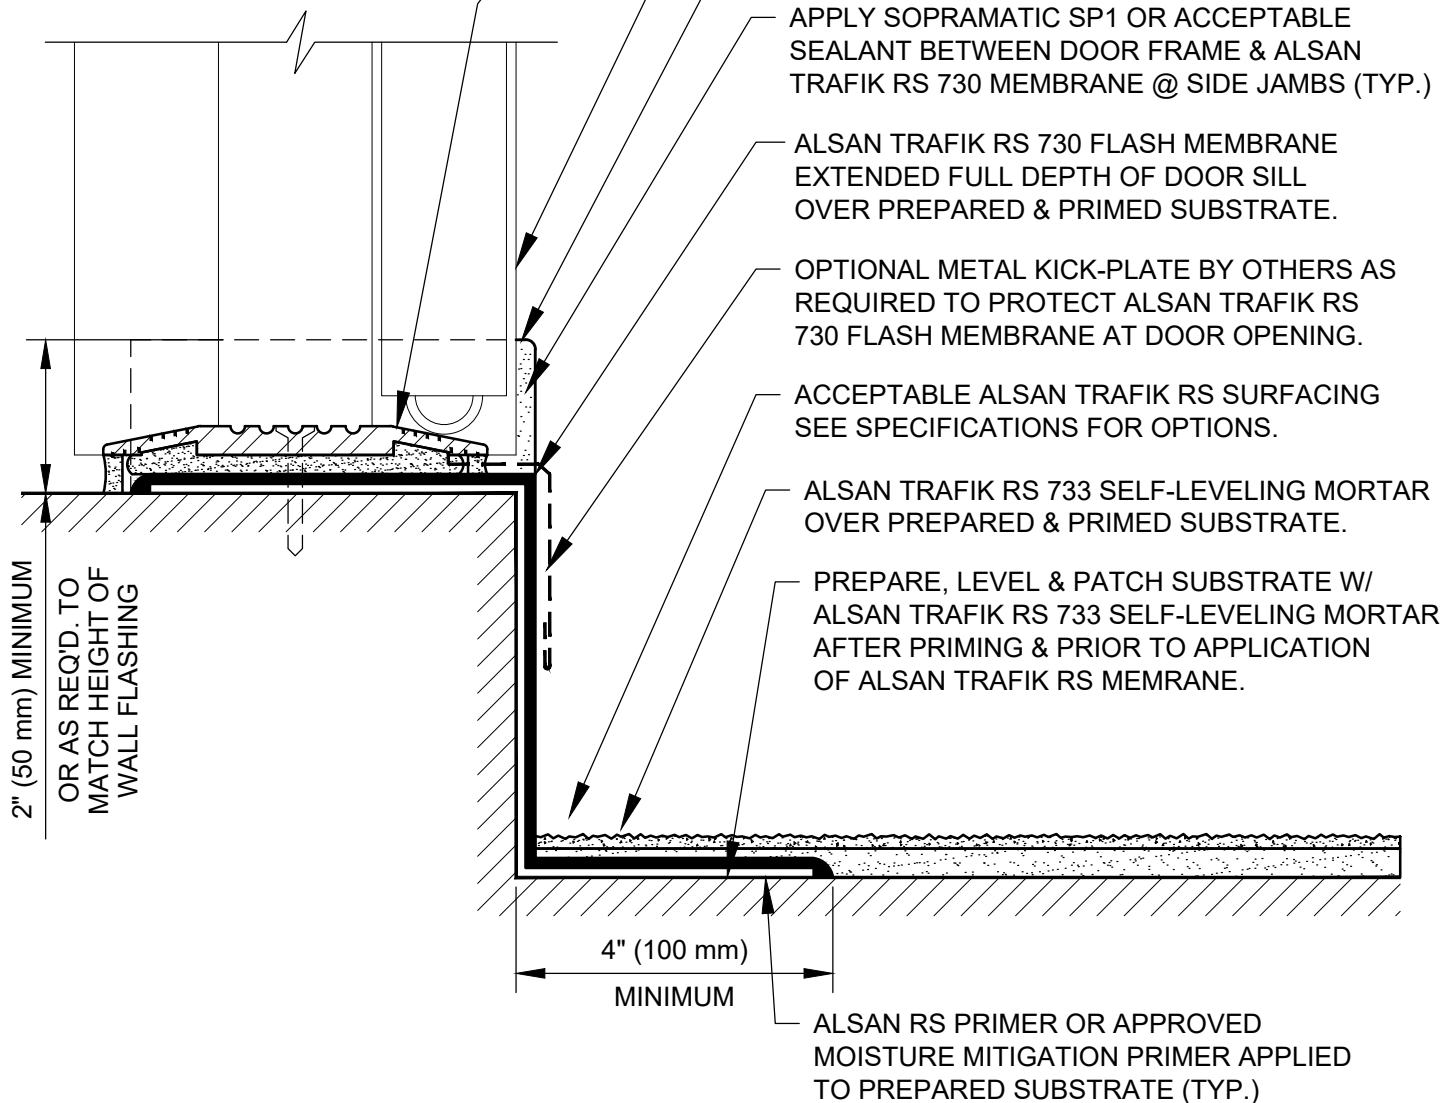 APPLY SOPRAMATIC SP1 OR ACCEPTABLE
SEALANT BETWEEN DOOR FRAME & ALSAN
TRAFIK RS 730 MEMBRANE @ SIDE JAMBS (TYP.)
ALSAN TRAFIK RS 730 FLASH MEMBRANE
EXTENDED FULL DEPTH OF DOOR SILL
OVER PREPARED & PRIMED SUBSTRATE.
OPTIONAL METAL KICK-PLATE BY OTHERS AS
REQUIRED TO PROTECT ALSAN TRAFIK RS
730 FLASH MEMBRANE AT DOOR OPENING.
ACCEPTABLE ALSAN TRAFIK RS SURFACING
SEE SPECIFICATIONS FOR OPTIONS.
ALSAN TRAFIK RS 733 SELF-LEVELING MORTAR
OVER PREPARED & PRIMED SUBSTRATE.
PREPARE, LEVEL & PATCH SUBSTRATE W/
ALSAN TRAFIK RS 733 SELF-LEVELING MORTAR
AFTER PRIMING & PRIOR TO APPLICATION
OF ALSAN TRAFIK RS MEMRANE.
2" (50 mm) MINIMUM
OR AS REQ'D. TO
MATCH HEIGHT OF
WALL FLASHING
4" (100 mm)
MINIMUM
ALSAN RS PRIMER OR APPROVED
MOISTURE MITIGATION PRIMER APPLIED
TO PREPARED SUBSTRATE (TYP.)